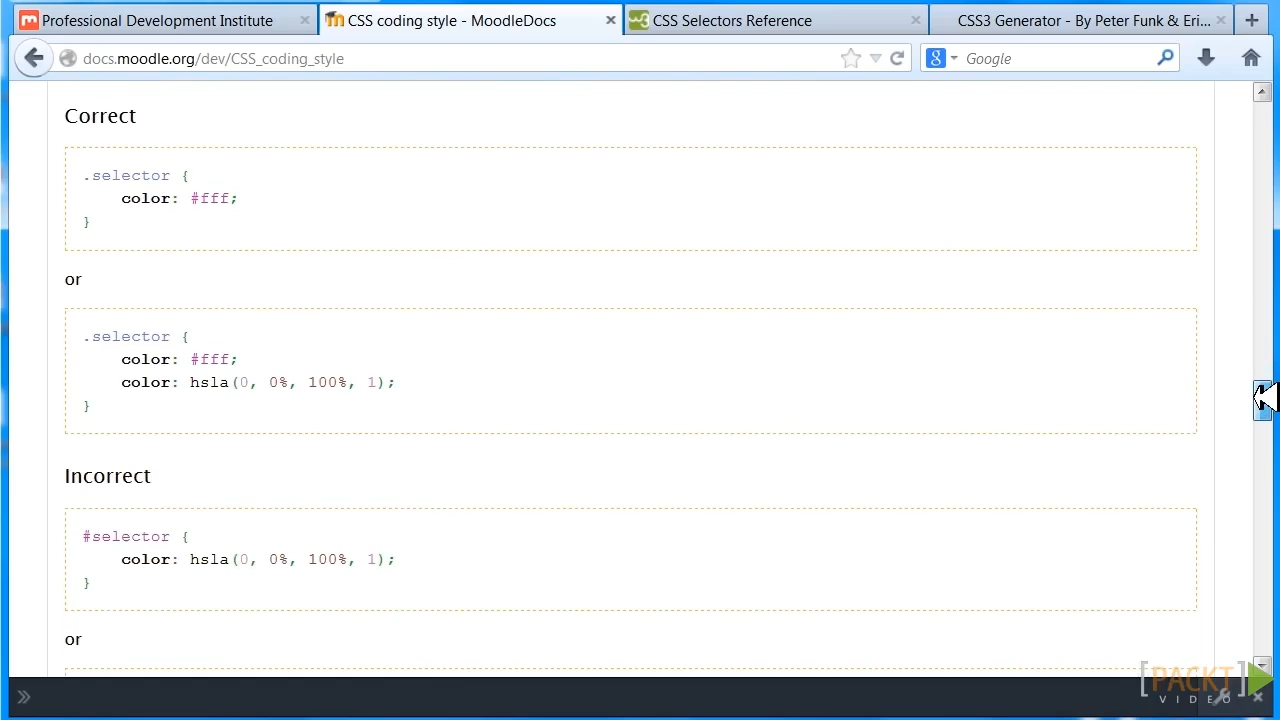 Professional Development Institute
CSS coding style - MoodleDocs
CSS Selectors Reference
CSS3 Generator - By Peter Funk & Eri...
docs.moodle.org/dev/CSS_coding_style
Google
Correct
.selector {
    color: #fff;
}
or
.selector {
    color: #fff;
    color: hsla(0, 0%, 100%, 1);
}
Incorrect
#selector {
    color: hsla(0, 0%, 100%, 1);
}
or
[PACKT]
VIDEO